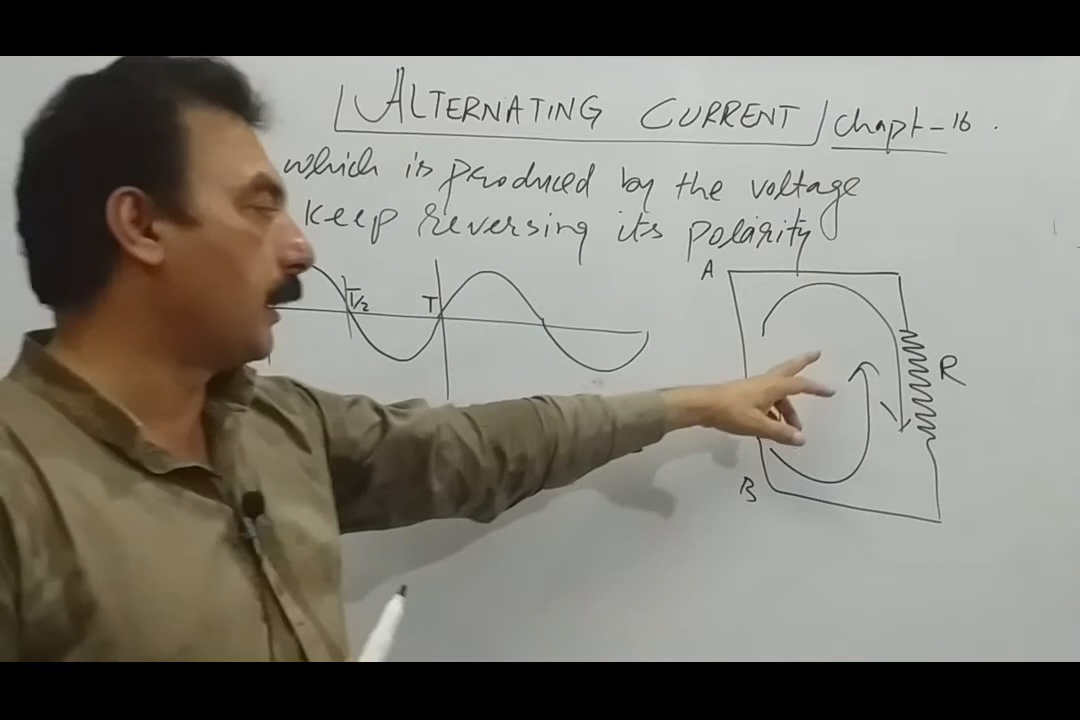 ALTERNATING CURRENT chapt-16.
which is produced by the voltage
keep reversing its polarity
A
T/2 T
R
B